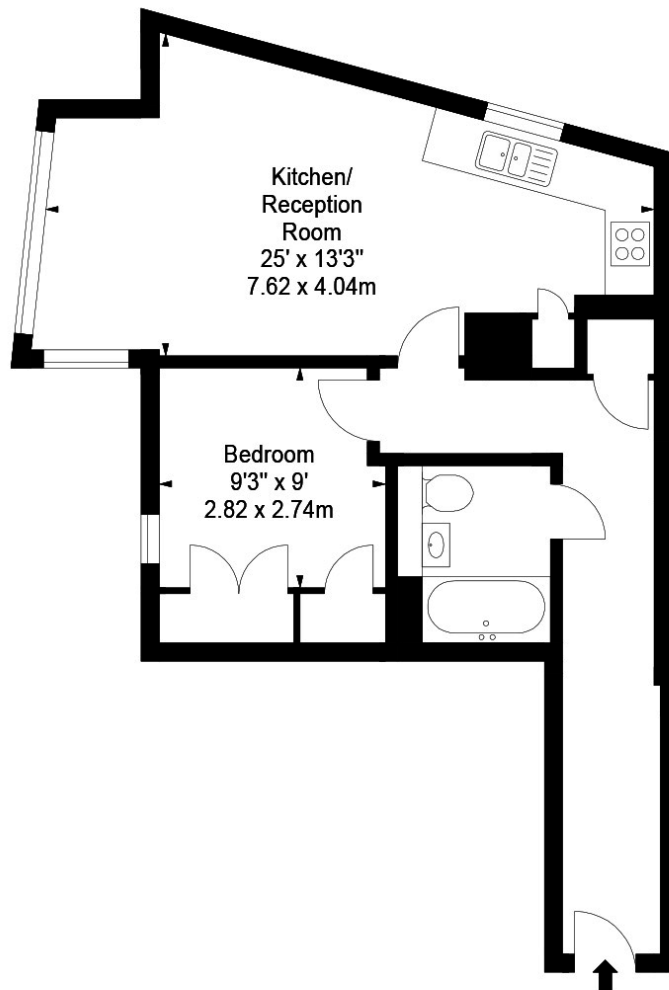 Kitchen/
Reception
Room
25' x 13'3"
7.62 x 4.04m
Bedroom
9'3" x 9'
2.82 x 2.74m